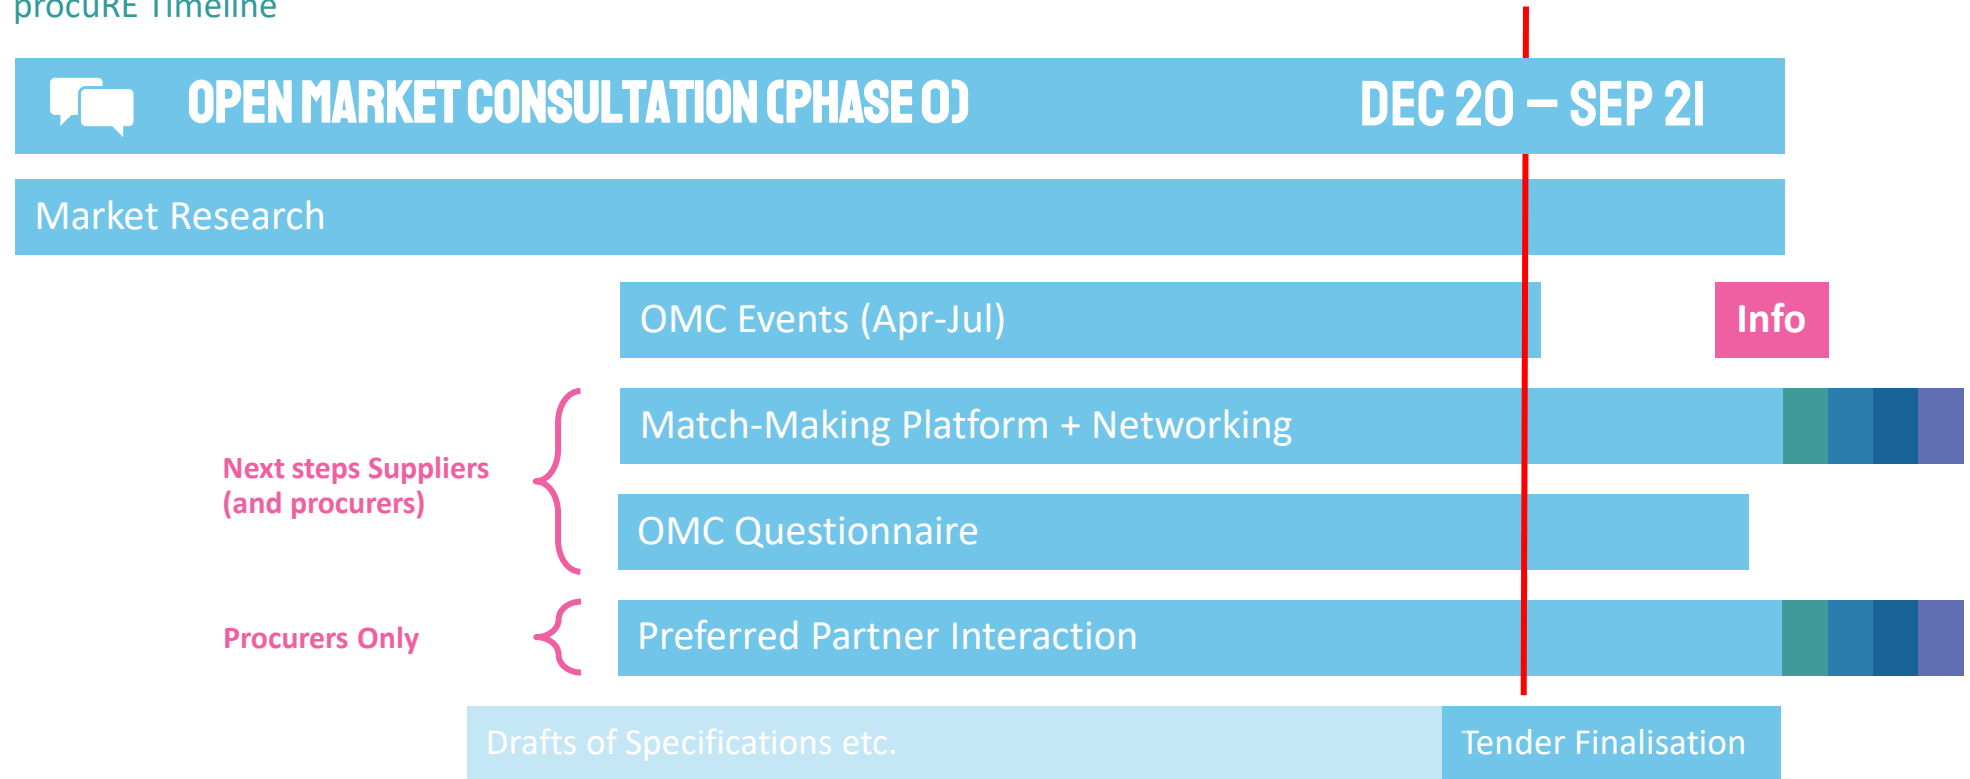 procuRE Timeline
OPEN MARKET CONSULTATION (PHASE 0) DEC 20 – SEP 21
Market Research
OMC Events (Apr-Jul)
Info
Match-Making Platform + Networking
Next steps Suppliers
(and procurers)
OMC Questionnaire
Procurers Only
Preferred Partner Interaction
Drafts of Specifications etc.
Tender Finalisation